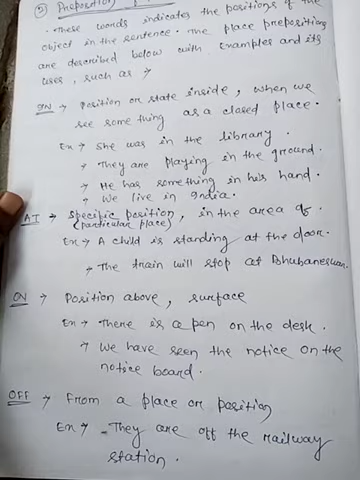 ③ Preposition of
· These words indicates the positions of the
object in the sentence. The place prepositions
are described below with examples and its
uses, such as →
IN → Position or state inside, when we
see something as a closed place.
Ex → She was in the library.
→ They are playing in the ground.
→ He has something in his hand.
→ We live in India.
AT → Specific position, in the area of.
(particular place)
Ex → A child is standing at the door.
→ The train will stop at Bhubaneswar.
ON → Position above, surface
Ex → There is a pen on the desk.
→ We have seen the notice on the
notice board.
OFF → From a place or position
Ex → They are off the railway
station.